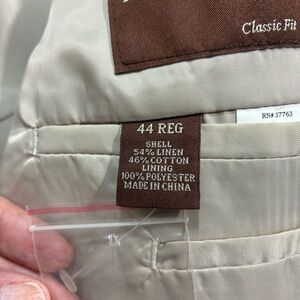 Classic Fit
RN# 37763
44 REG
SHELL
54% LINEN
46% COTTON
LINING
100% POLYESTER
MADE IN CHINA